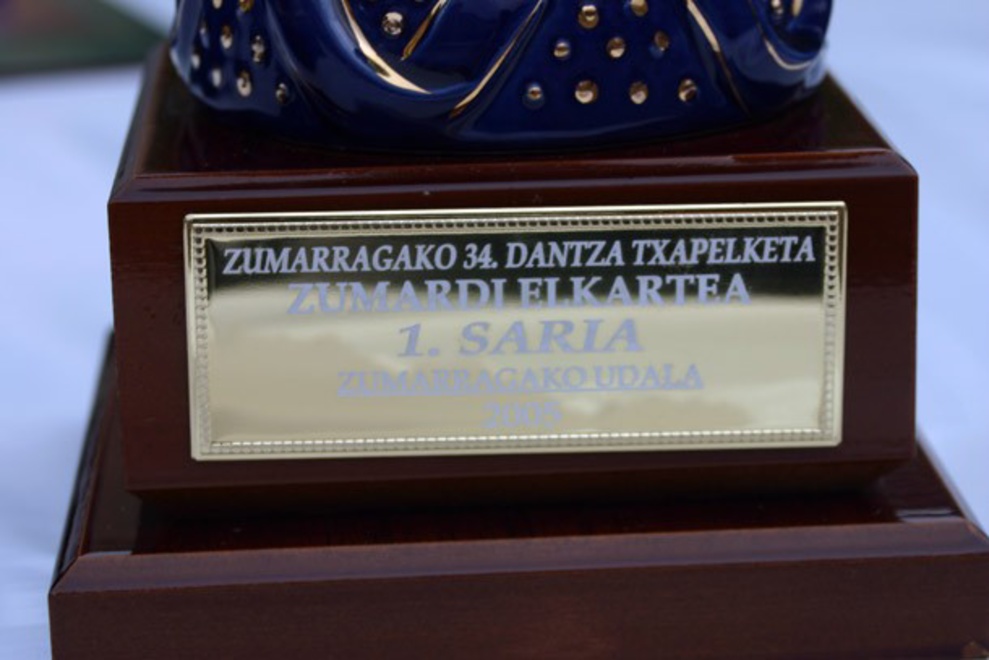 ZUMARRAGAKO 34. DANTZA TXAPELKETA
ZUMARDI ELKARTEA
1. SARIA
ZUMARRAGAKO UDALA
2005